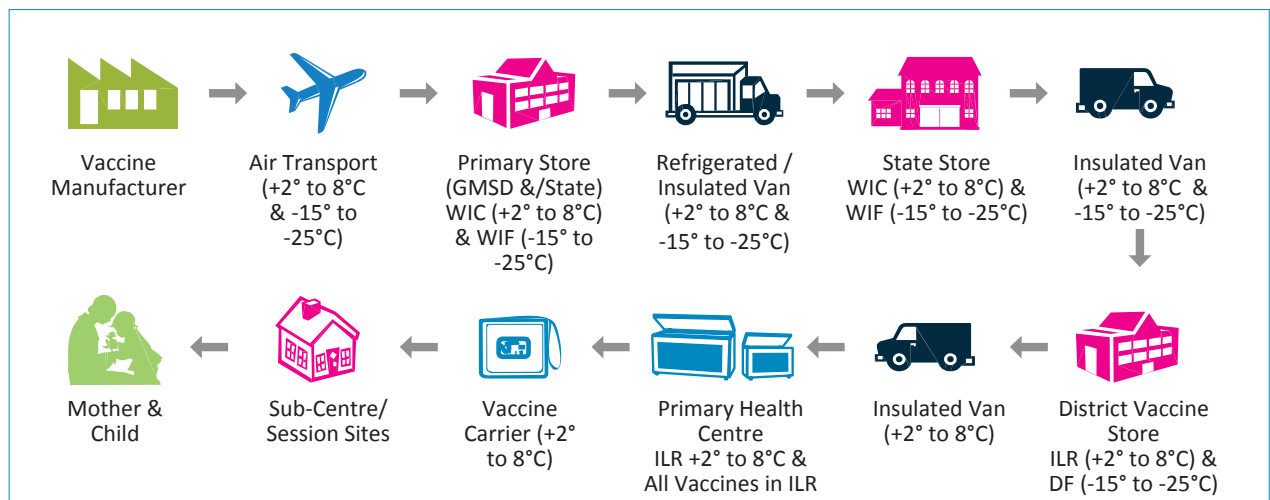 Vaccine
Manufacturer
Air Transport
(+2° to 8°C
& -15° to
-25°C)
Primary Store
(GMSD &/State)
WIC (+2° to 8°C)
& WIF (-15° to
-25°C)
Refrigerated /
Insulated Van
(+2° to 8°C &
-15° to -25°C)
State Store
WIC (+2° to 8°C) &
WIF (-15° to -25°C)
Insulated Van
(+2° to 8°C &
-15° to -25°C)
Mother &
Child
Sub-Centre/
Session Sites
Vaccine
Carrier (+2°
to 8°C)
Primary Health
Centre
ILR +2° to 8°C &
All Vaccines in ILR
Insulated Van
(+2° to 8°C)
District Vaccine
Store
ILR (+2° to 8°C) &
DF (-15° to -25°C)